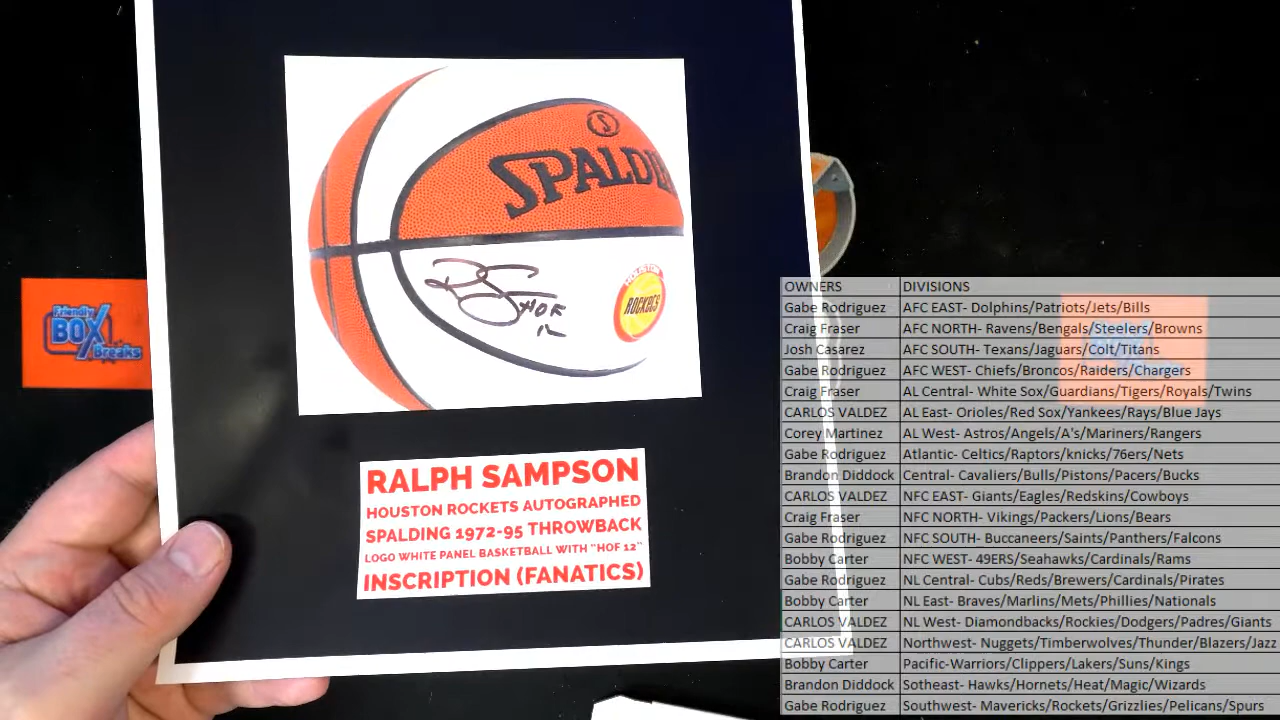 SPALDI
HOF
12
HOUSTON
ROCKETS
RALPH SAMPSON
HOUSTON ROCKETS AUTOGRAPHED
SPALDING 1972-95 THROWBACK
LOGO WHITE PANEL BASKETBALL WITH "HOF 12"
INSCRIPTION (FANATICS)
Friendly
BOX
Breaks
OWNERS DIVISIONS
Gabe Rodriguez AFC EAST- Dolphins/Patriots/Jets/Bills
Craig Fraser AFC NORTH- Ravens/Bengals/Steelers/Browns
Josh Casarez AFC SOUTH- Texans/Jaguars/Colt/Titans
Gabe Rodriguez AFC WEST- Chiefs/Broncos/Raiders/Chargers
Craig Fraser AL Central- White Sox/Guardians/Tigers/Royals/Twins
CARLOS VALDEZ AL East- Orioles/Red Sox/Yankees/Rays/Blue Jays
Corey Martinez AL West- Astros/Angels/A's/Mariners/Rangers
Gabe Rodriguez Atlantic- Celtics/Raptors/knicks/76ers/Nets
Brandon Diddock Central- Cavaliers/Bulls/Pistons/Pacers/Bucks
CARLOS VALDEZ NFC EAST- Giants/Eagles/Redskins/Cowboys
Craig Fraser NFC NORTH- Vikings/Packers/Lions/Bears
Gabe Rodriguez NFC SOUTH- Buccaneers/Saints/Panthers/Falcons
Bobby Carter NFC WEST- 49ERS/Seahawks/Cardinals/Rams
Gabe Rodriguez NL Central- Cubs/Reds/Brewers/Cardinals/Pirates
Bobby Carter NL East- Braves/Marlins/Mets/Phillies/Nationals
CARLOS VALDEZ NL West- Diamondbacks/Rockies/Dodgers/Padres/Giants
CARLOS VALDEZ Northwest- Nuggets/Timberwolves/Thunder/Blazers/Jazz
Bobby Carter Pacific-Warriors/Clippers/Lakers/Suns/Kings
Brandon Diddock Sotheast- Hawks/Hornets/Heat/Magic/Wizards
Gabe Rodriguez Southwest- Mavericks/Rockets/Grizzlies/Pelicans/Spurs